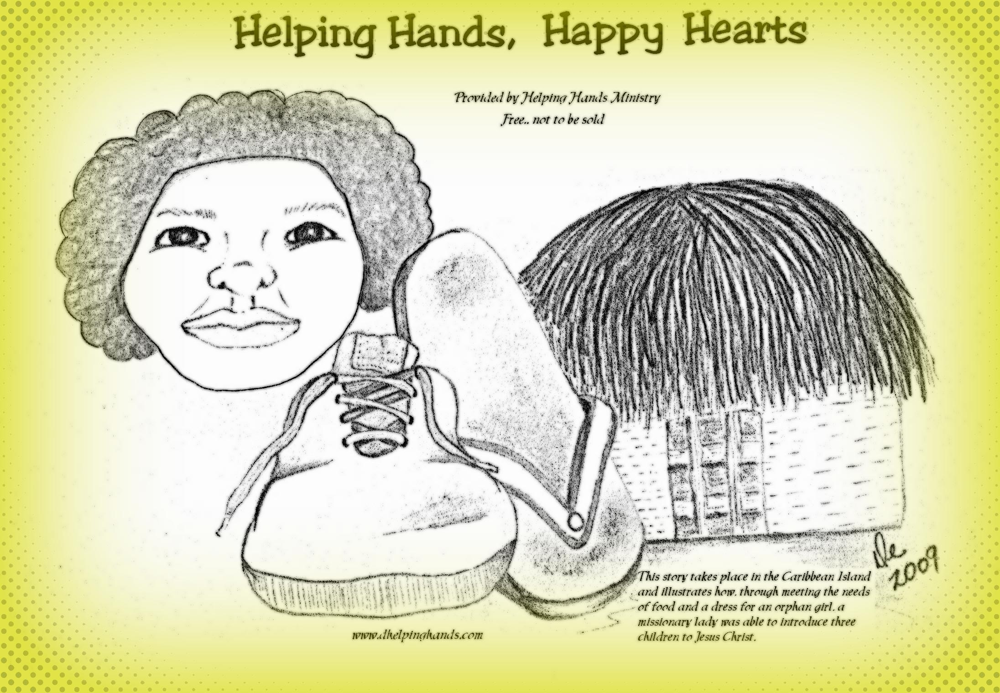 Helping Hands, Happy Hearts
Provided by Helping Hands Ministry
Free.. not to be sold
De
2009
This story takes place in the Caribbean Island
and illustrates how, through meeting the needs
of food and a dress for an orphan girl, a
missionary lady was able to introduce three
children to Jesus Christ.
www.dhelpinghands.com